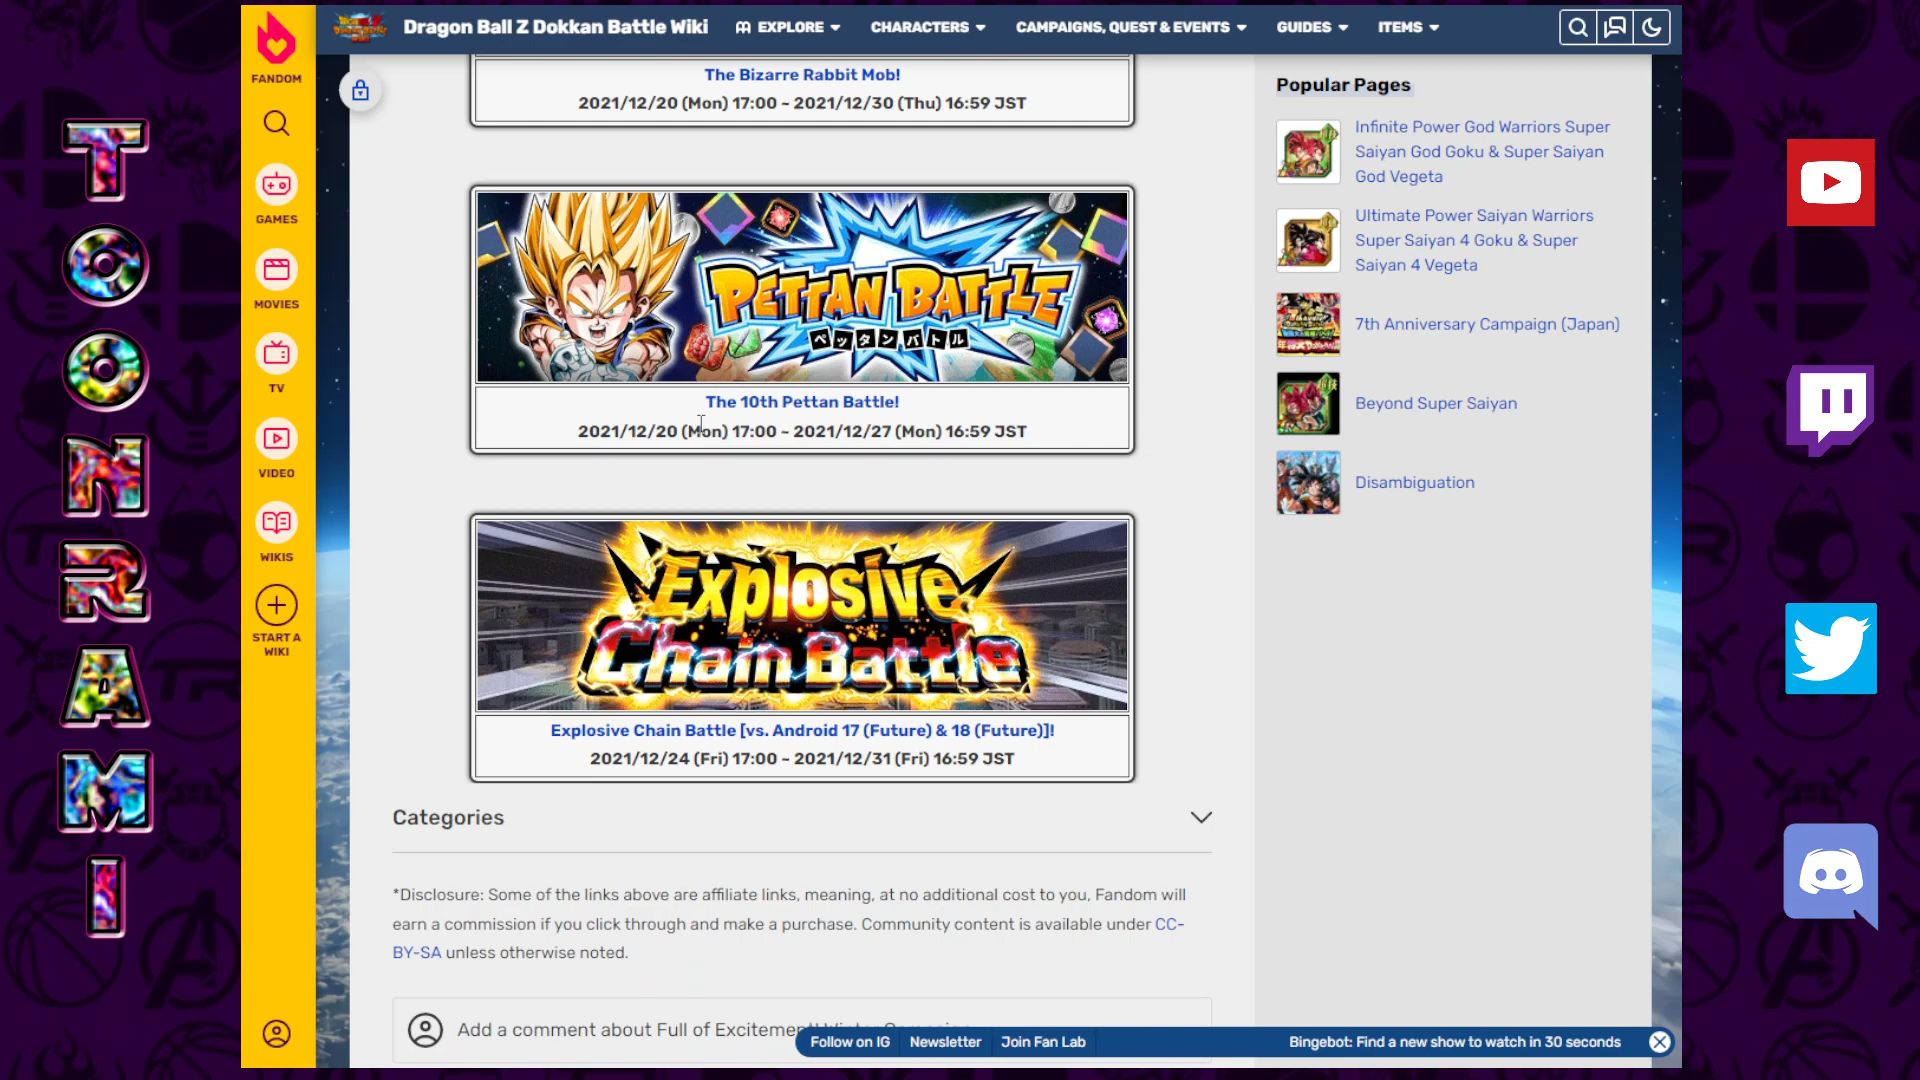 TOONRAMI
FANDOM
GAMES
MOVIES
TV
VIDEO
WIKIS
START A
WIKI
Dragon Ball Z Dokkan Battle Wiki
EXPLORE
CHARACTERS
CAMPAIGNS, QUEST & EVENTS
GUIDES
ITEMS
The Bizarre Rabbit Mob!
2021/12/20 (Mon) 17:00 ~ 2021/12/30 (Thu) 16:59 JST
PETTAN BATTLE
ペッタンバトル
The 10th Pettan Battle!
2021/12/20 (Mon) 17:00 ~ 2021/12/27 (Mon) 16:59 JST
Explosive
Chain Battle
Explosive Chain Battle [vs. Android 17 (Future) & 18 (Future)]!
2021/12/24 (Fri) 17:00 ~ 2021/12/31 (Fri) 16:59 JST
Categories
*Disclosure: Some of the links above are affiliate links, meaning, at no additional cost to you, Fandom will
earn a commission if you click through and make a purchase. Community content is available under CC-
BY-SA unless otherwise noted.
Add a comment about Full of Excitement! Winter Campaign
Popular Pages
Infinite Power God Warriors Super
Saiyan God Goku & Super Saiyan
God Vegeta
Ultimate Power Saiyan Warriors
Super Saiyan 4 Goku & Super
Saiyan 4 Vegeta
7th Anniversary Campaign (Japan)
Beyond Super Saiyan
Disambiguation
Follow on IG
Newsletter
Join Fan Lab
Bingebot: Find a new show to watch in 30 seconds